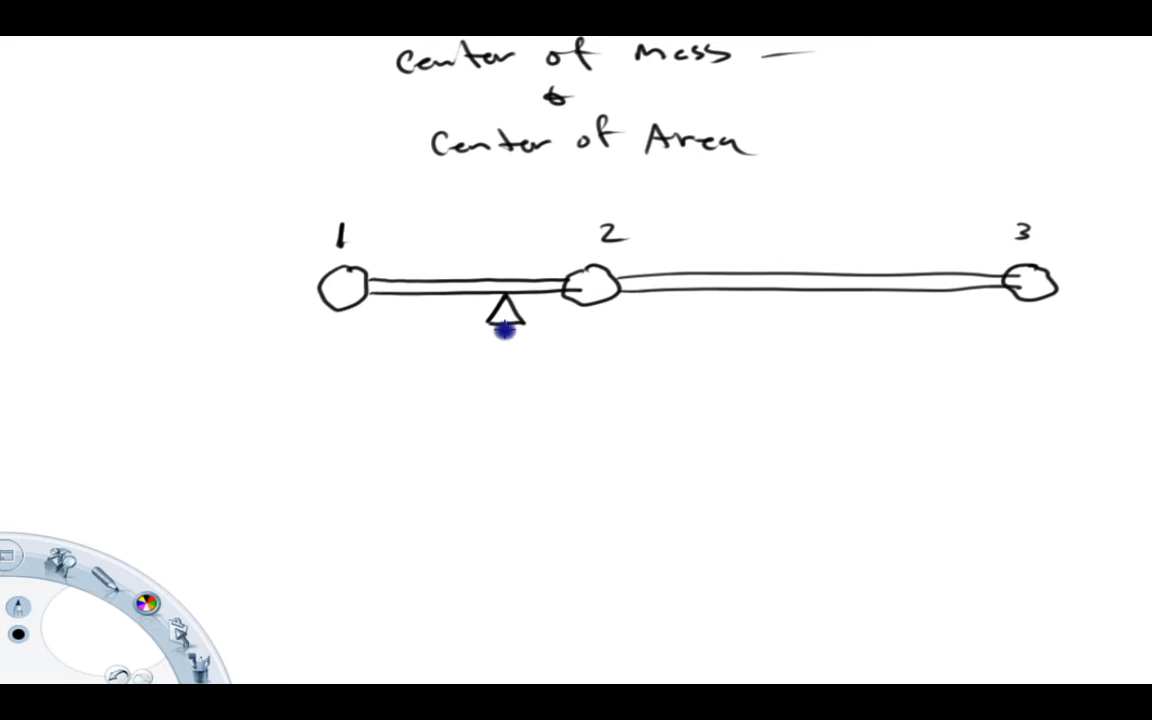 Center of Mass —
&
Center of Area
1 2 3